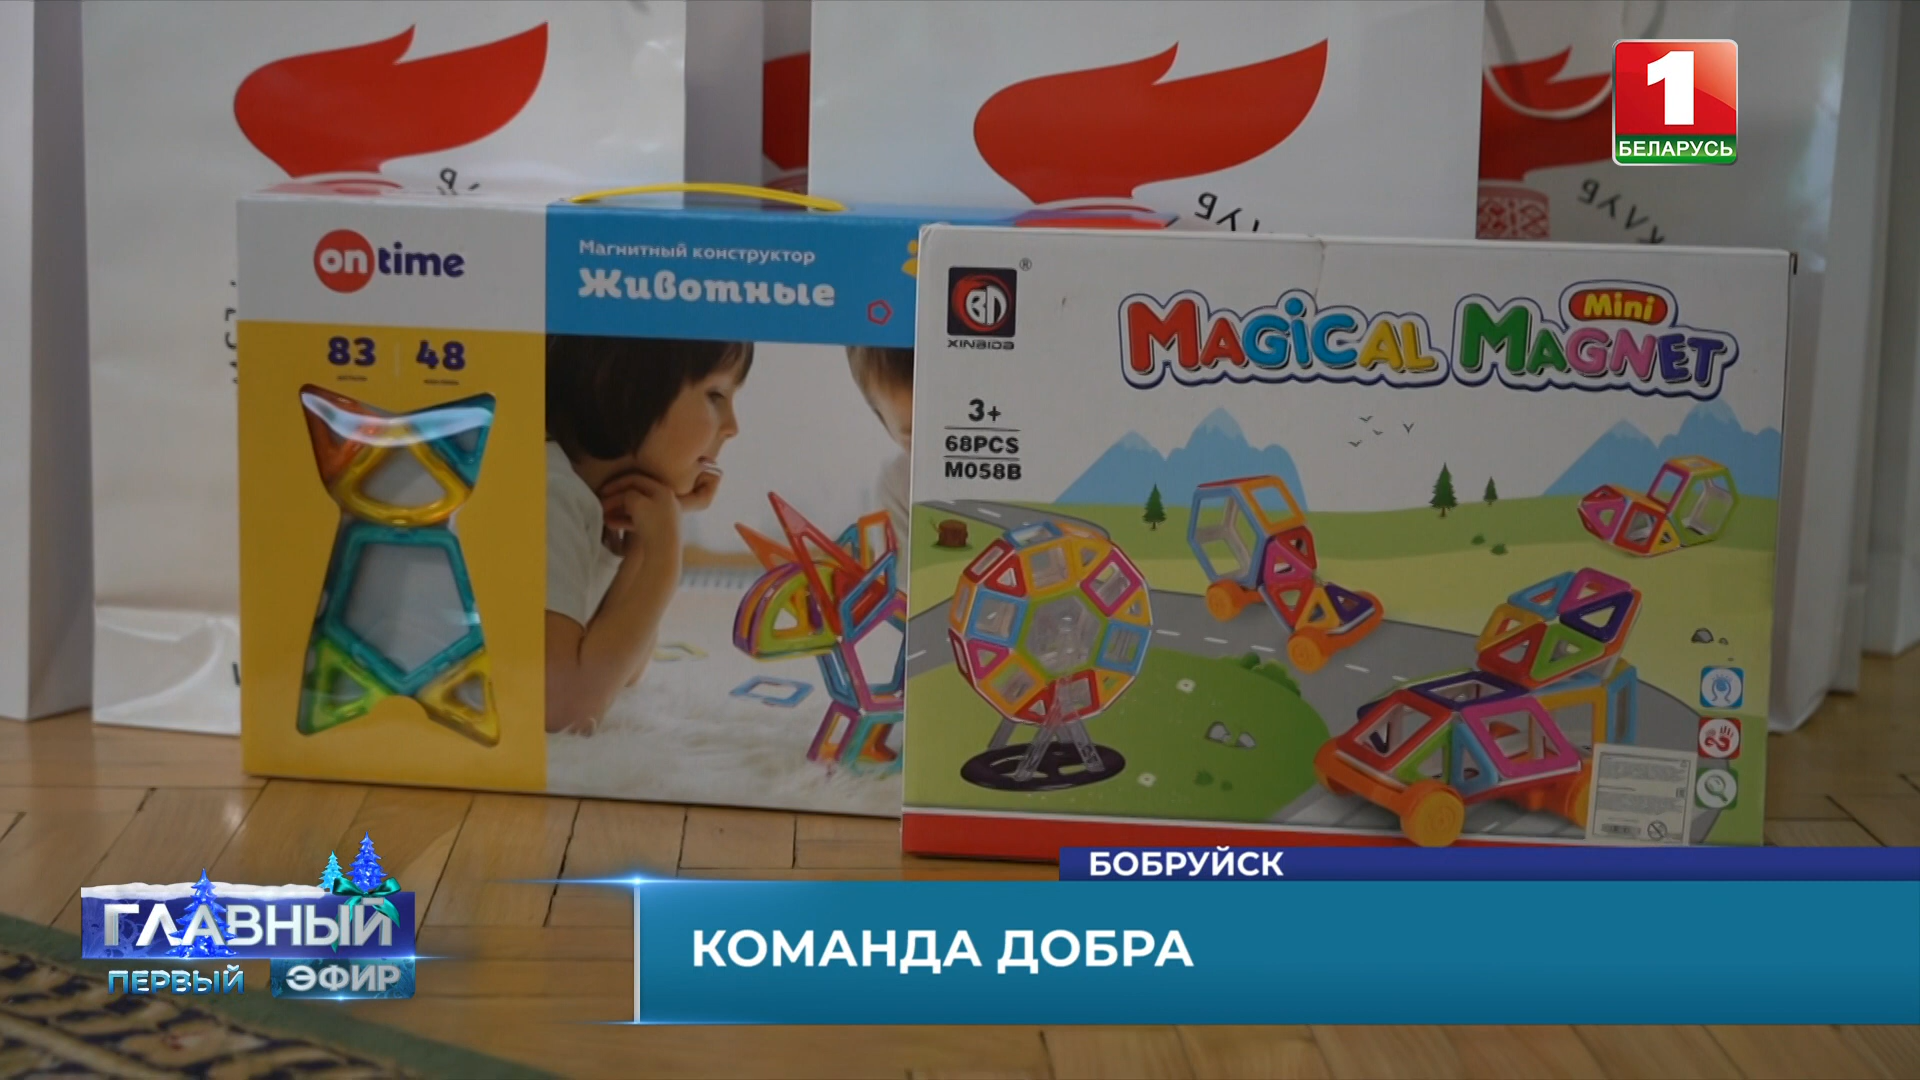 1
БЕЛАРУСЬ
on time
Магнитный конструктор
Животные
83 48
XINBIDA
®
Mini
MAGICAL MAGNET
3+
68PCS
M058B
БОБРУЙСК
КОМАНДА ДОБРА
ГЛАВНЫЙ
ПЕРВЫЙ ЭФИР